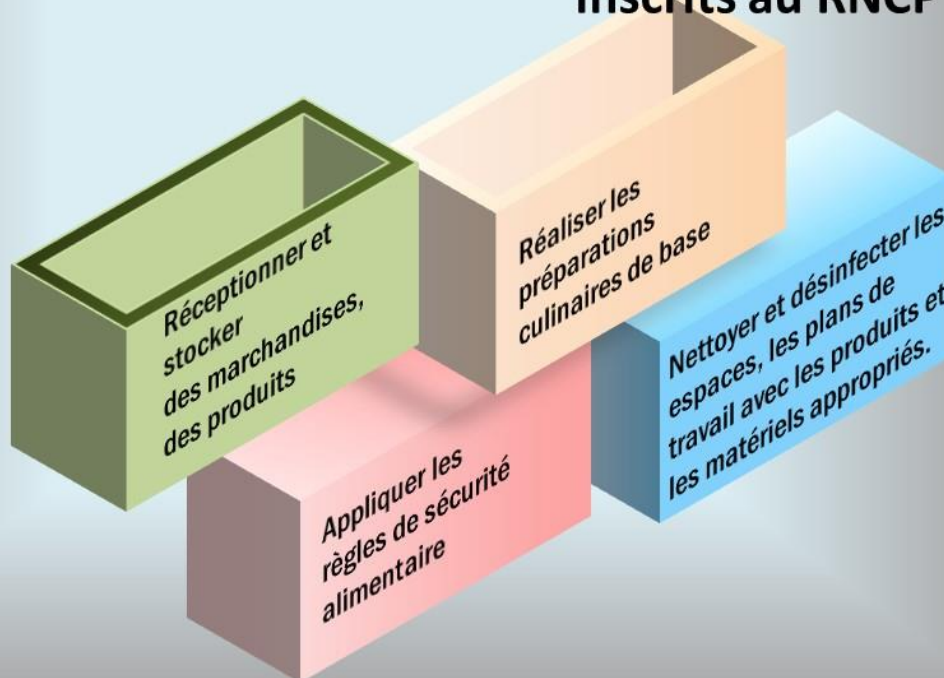 inscrits au RNCP
Réceptionner et
stocker
des marchandises,
des produits
Réaliser les
préparations
culinaires de base
Nettoyer et désinfecter les
espaces, les plans de
travail avec les produits et
les matériels appropriés.
Appliquer les
règles de sécurité
alimentaire